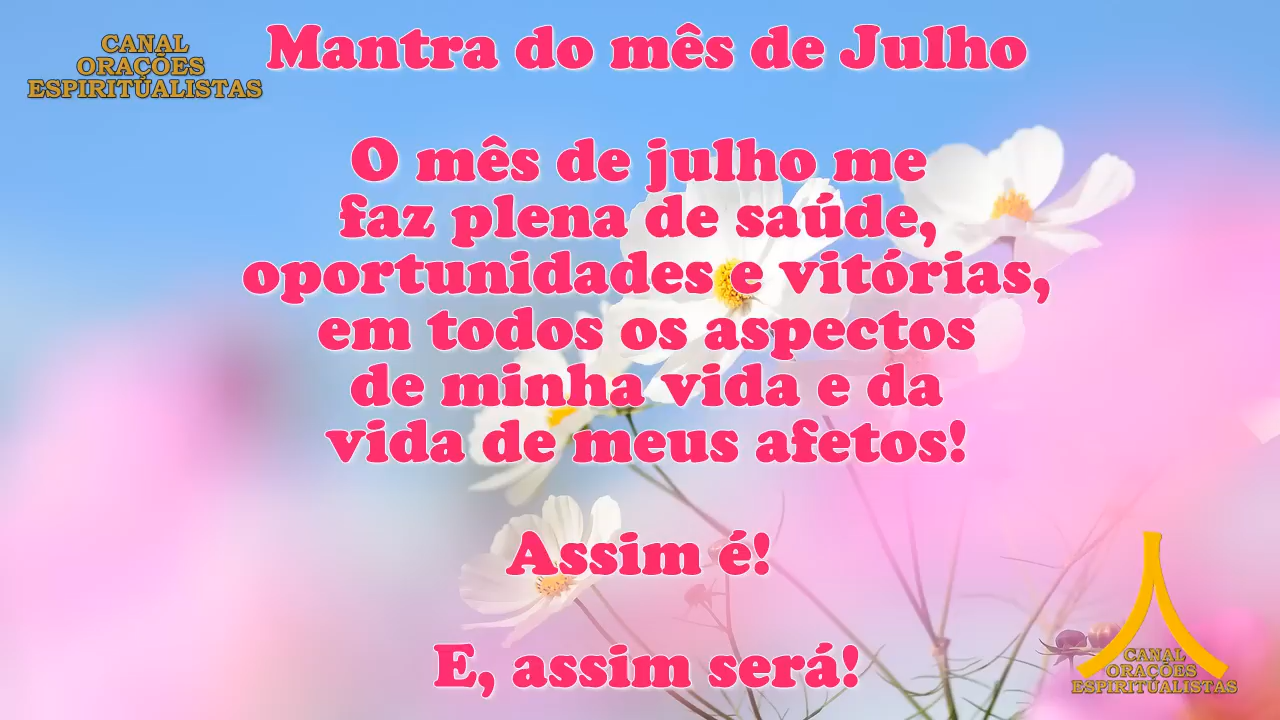 CANAL
ORAÇÕES
ESPIRITUALISTAS
Mantra do mês de Julho
O mês de julho me
faz plena de saúde,
oportunidades e vitórias,
em todos os aspectos
de minha vida e da
vida de meus afetos!
Assim é!
E, assim será!
CANAL
ORAÇÕES
ESPIRITUALISTAS